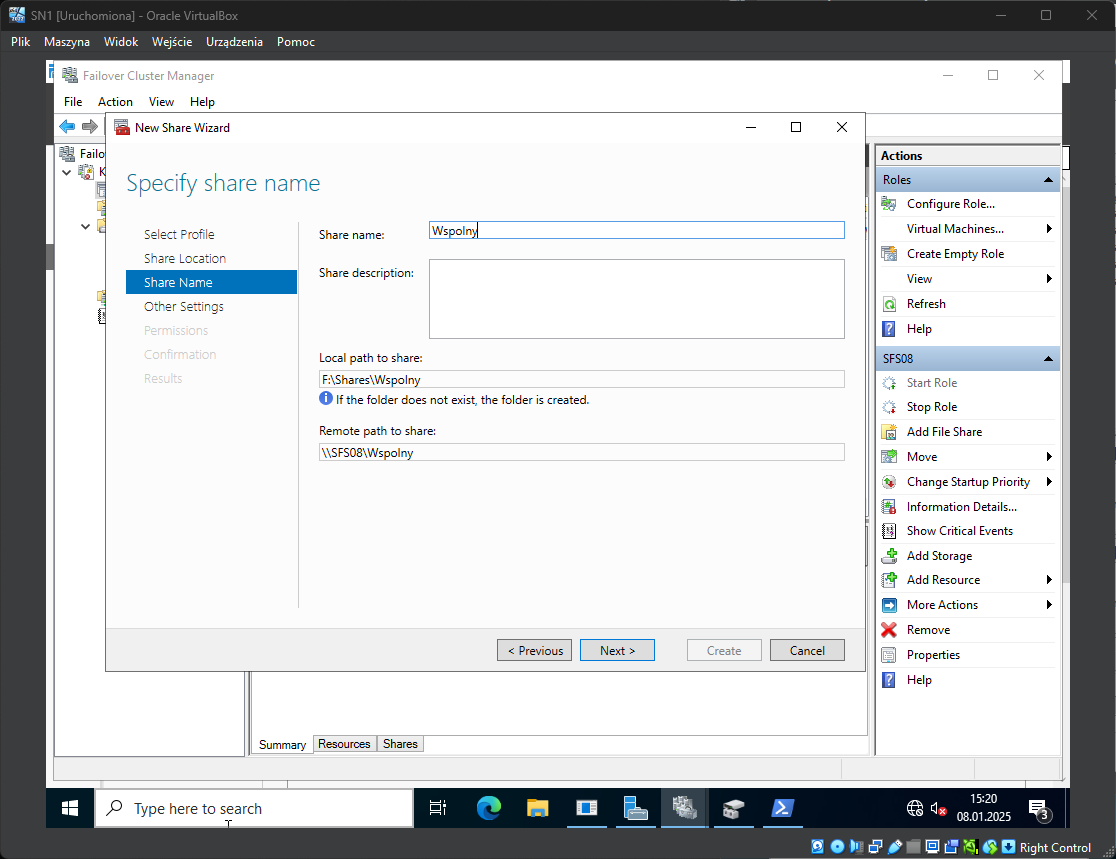 SN1 [Uruchomiona] - Oracle VirtualBox
Plik Maszyna Widok Wejście Urządzenia Pomoc
Failover Cluster Manager
File Action View Help
New Share Wizard
Failo
K
Specify share name
Select Profile
Share Location
Share Name
Other Settings
Permissions
Confirmation
Results
Share name:
Wspolny
Share description:
Local path to share:
F:\Shares\Wspolny
If the folder does not exist, the folder is created.
Remote path to share:
\\SFS08\Wspolny
< Previous
Next >
Create
Cancel
Actions
Roles
Configure Role...
Virtual Machines...
Create Empty Role
View
Refresh
Help
SFS08
Start Role
Stop Role
Add File Share
Move
Change Startup Priority
Information Details...
Show Critical Events
Add Storage
Add Resource
More Actions
Remove
Properties
Help
Summary Resources Shares
Type here to search
15:20
08.01.2025
3
Right Control